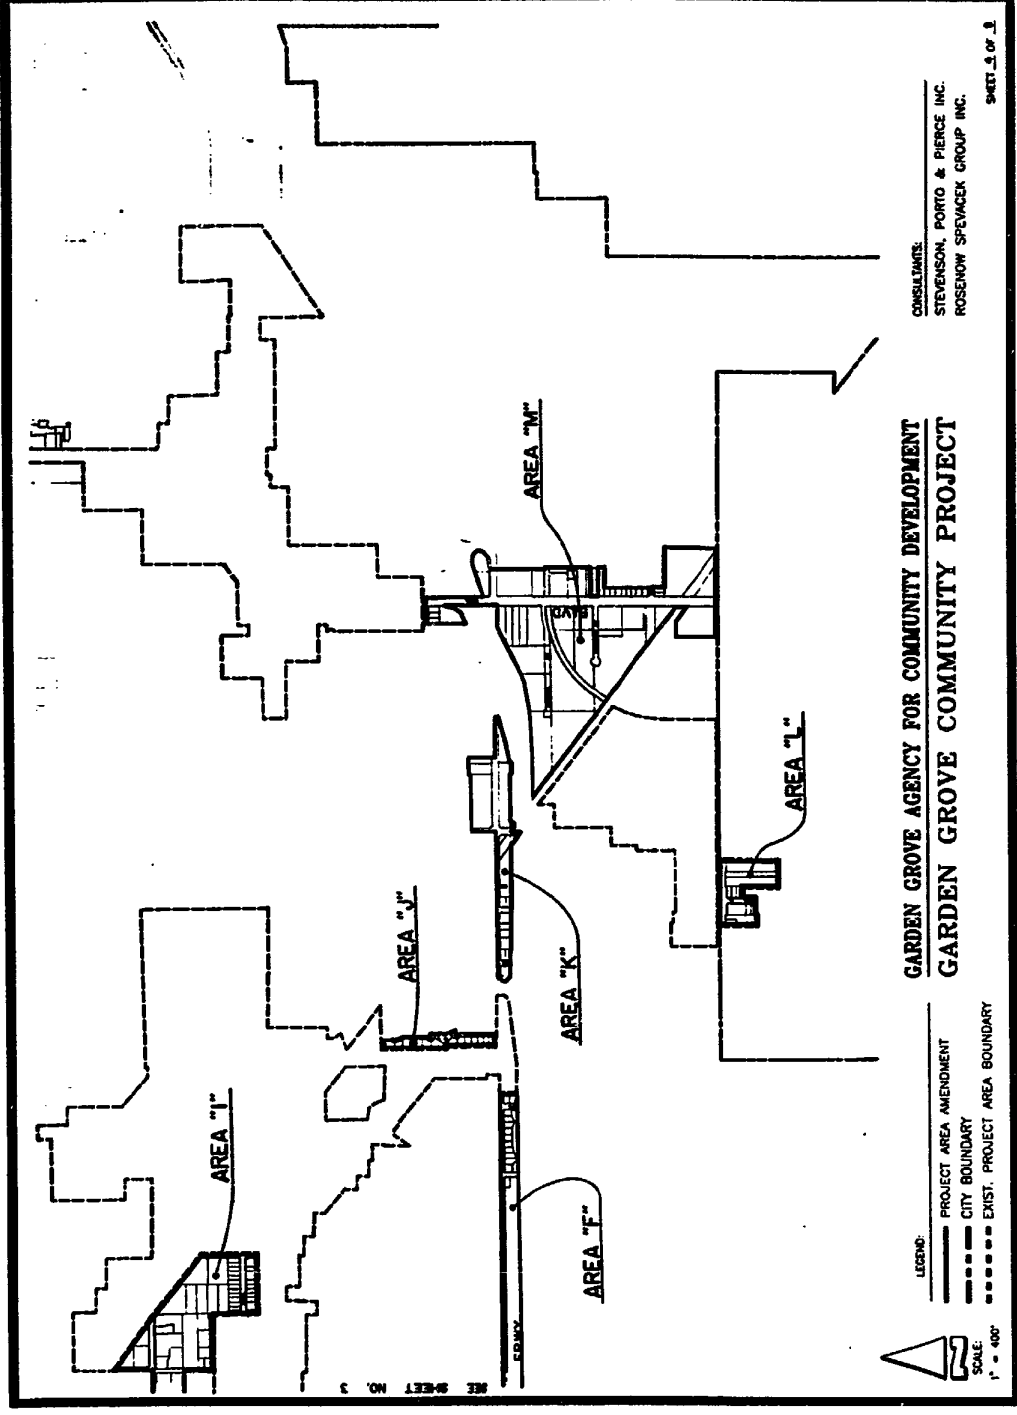 AREA "I"
AREA "J"
AREA "F"
AREA "K"
AREA "M"
BLVD
AREA "L"
SEE SHEET NO. 3
FRWY
SCALE:
1" = 400'
LEGEND:
PROJECT AREA AMENDMENT
CITY BOUNDARY
EXIST. PROJECT AREA BOUNDARY
GARDEN GROVE AGENCY FOR COMMUNITY DEVELOPMENT
GARDEN GROVE COMMUNITY PROJECT
CONSULTANTS:
STEVENSON, PORTO & PIERCE INC.
ROSENOW SPEVACEK GROUP INC.
SHEET OF